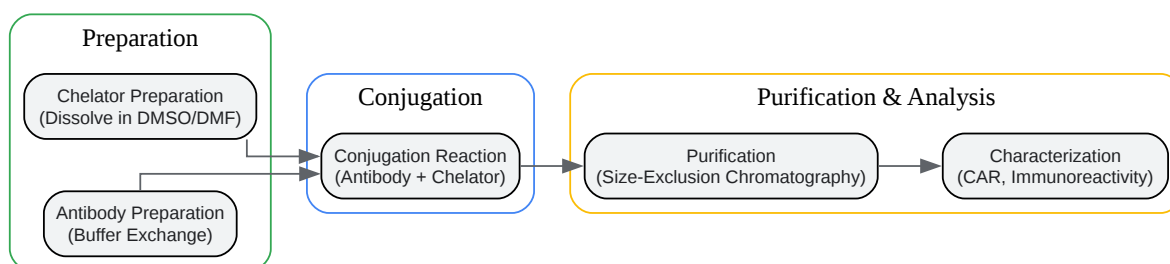 Preparation
Chelator Preparation
(Dissolve in DMSO/DMF)
Antibody Preparation
(Buffer Exchange)
Conjugation
Conjugation Reaction
(Antibody + Chelator)
Purification & Analysis
Purification
(Size-Exclusion Chromatography)
Characterization
(CAR, Immunoreactivity)